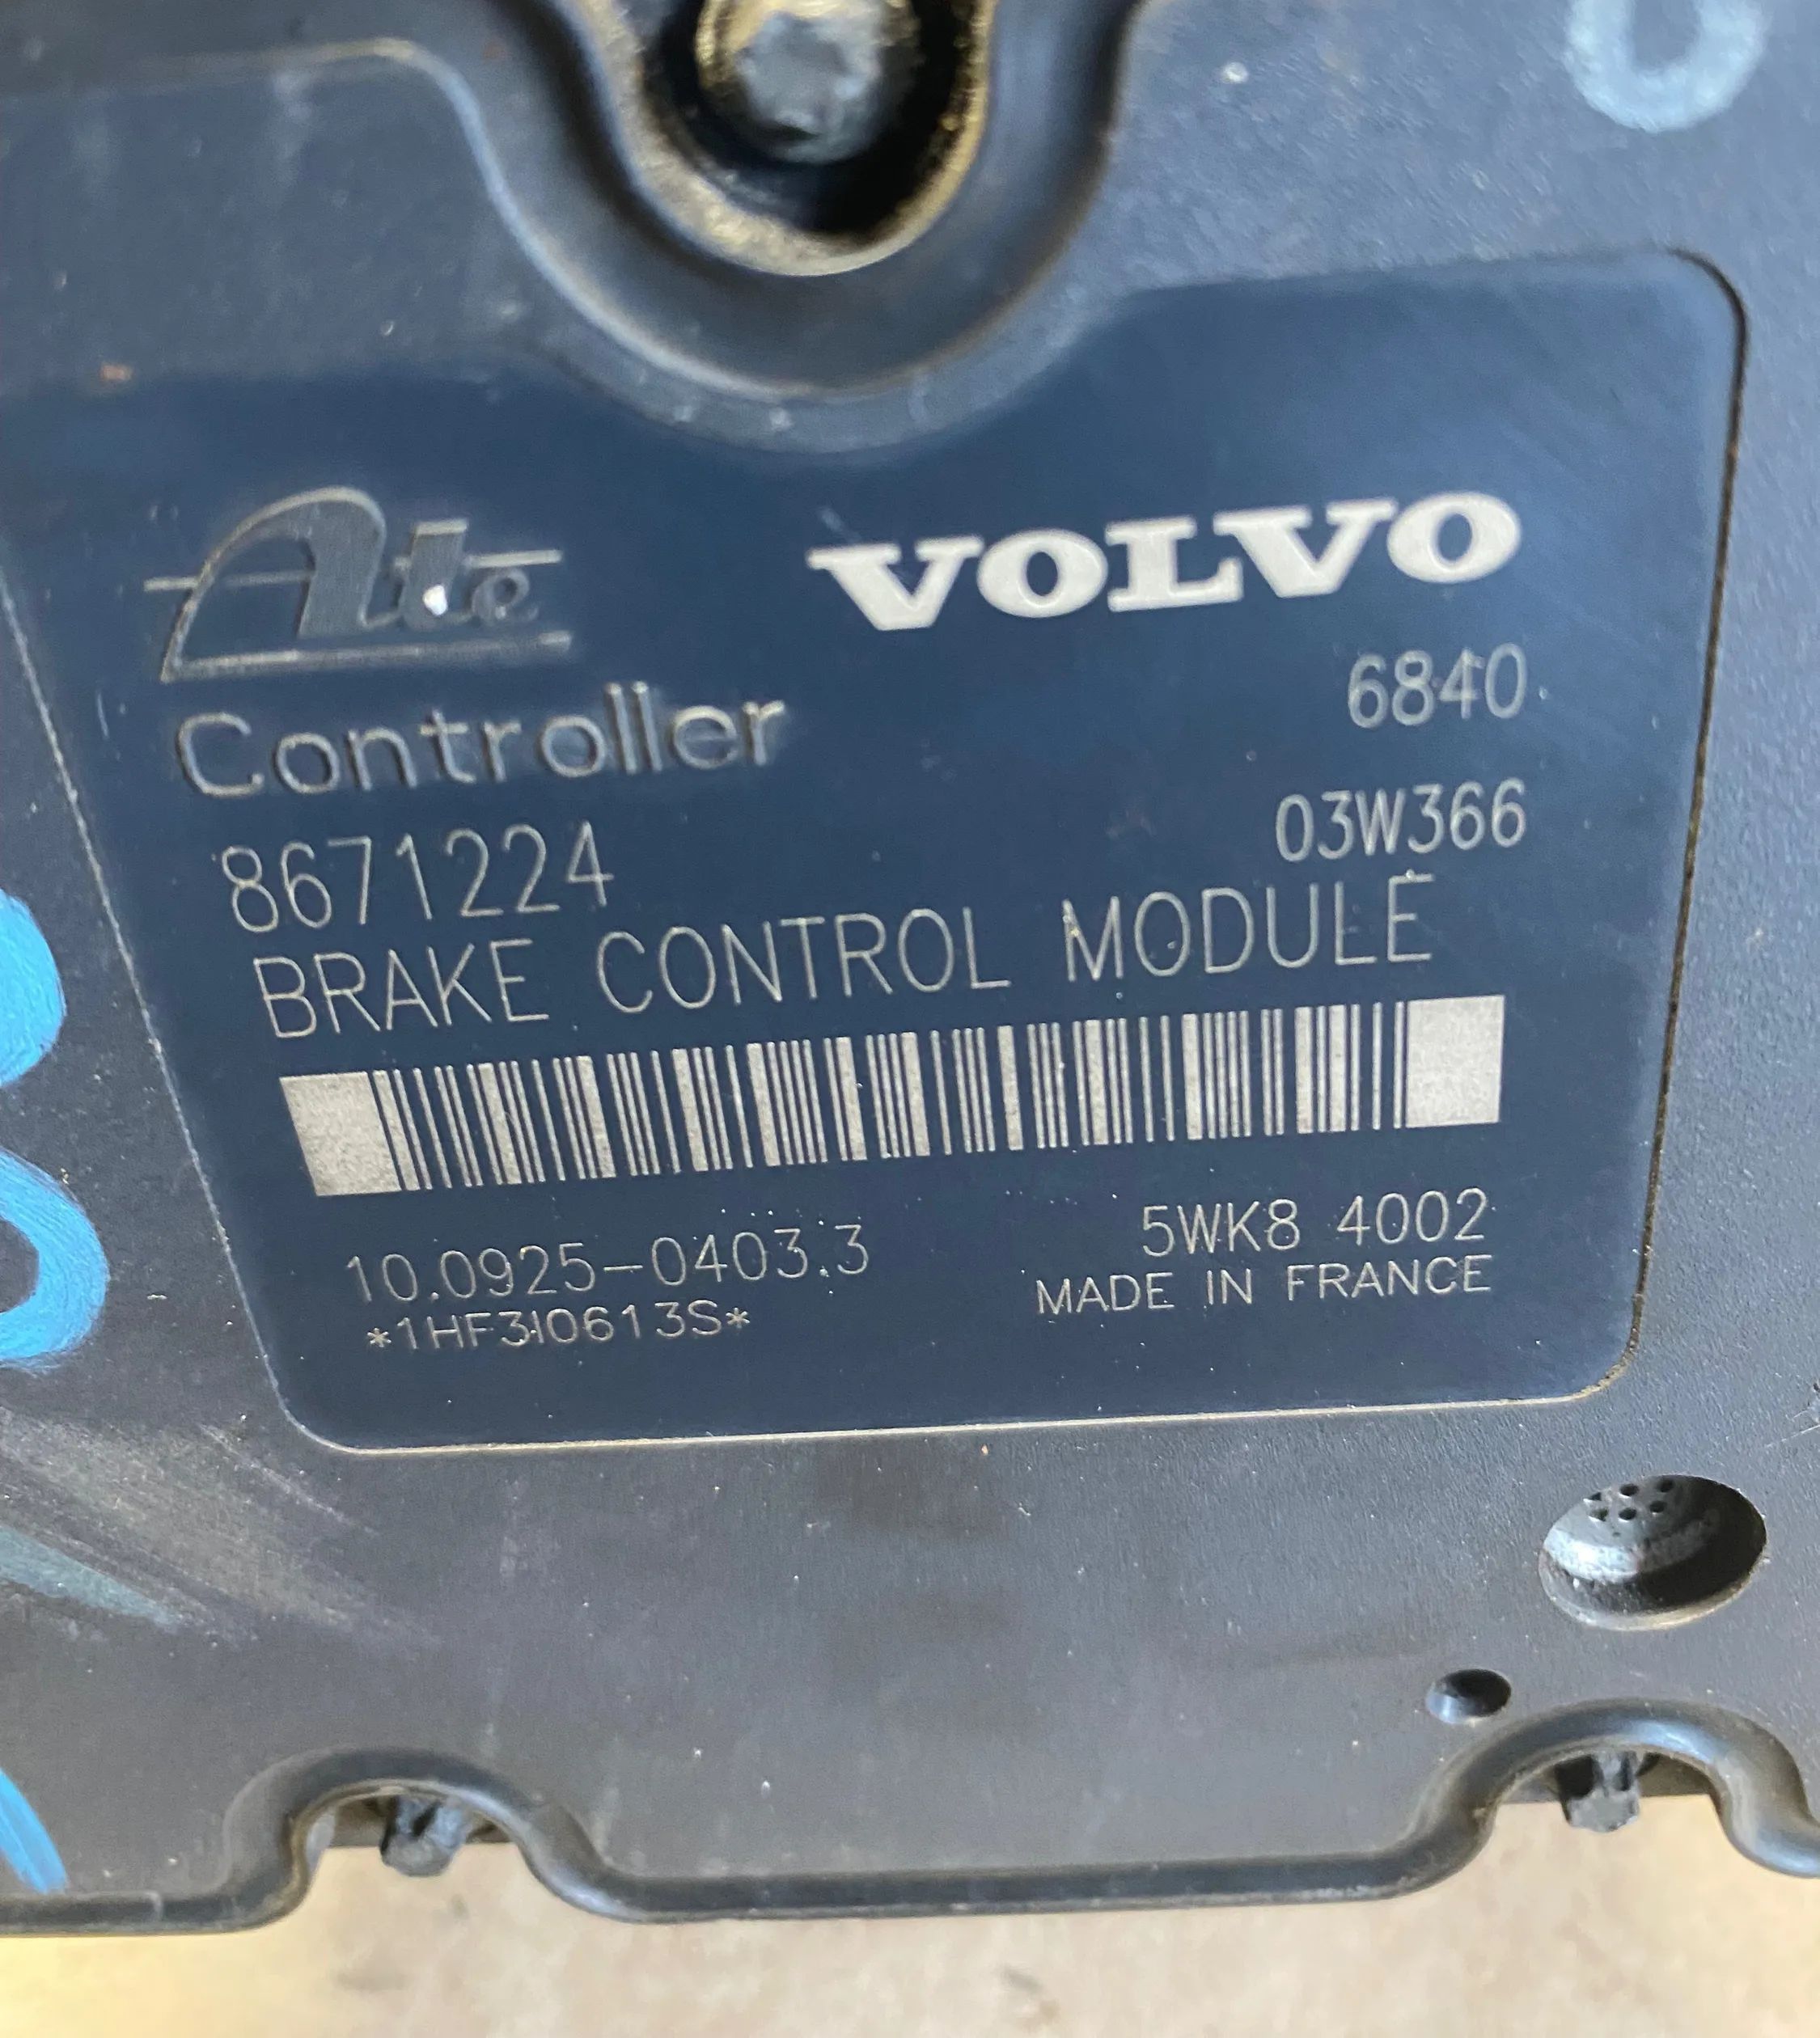 Ate
VOLVO
Controller
6840
8671224
03W366
BRAKE CONTROL MODULE
10.0925-0403.3
5WK8 4002
*1HF3I0613S*
MADE IN FRANCE